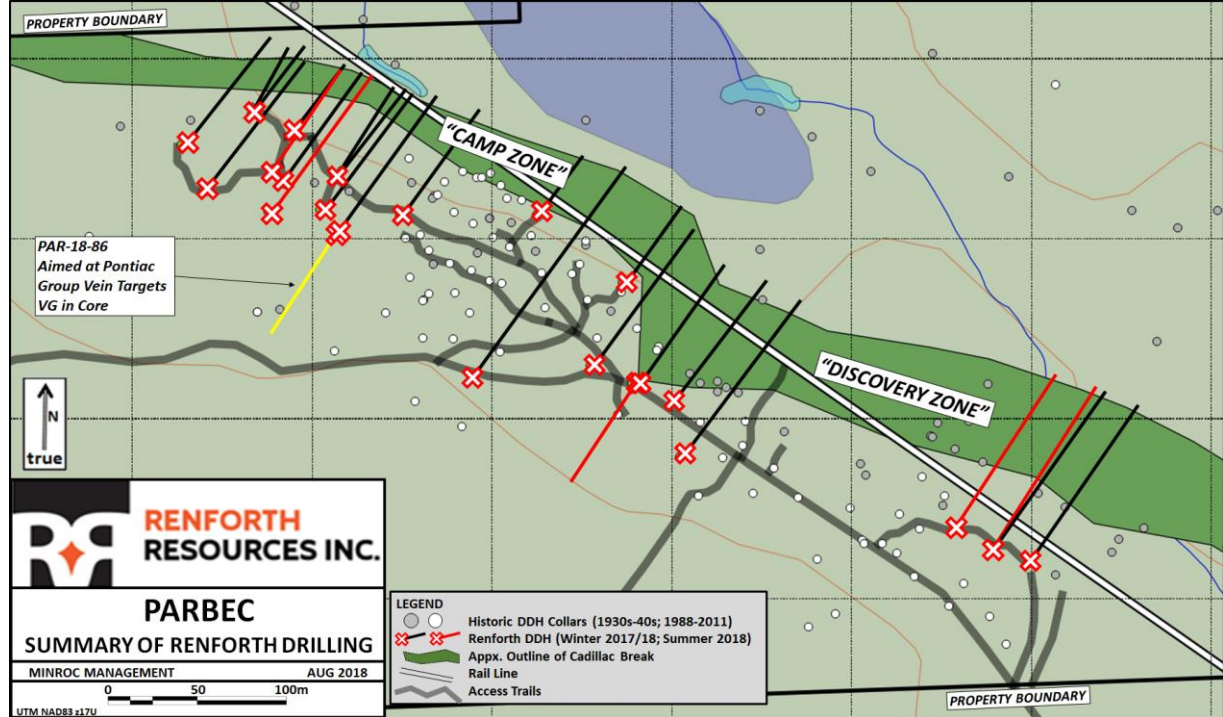 PROPERTY BOUNDARY
"CAMP ZONE"
PAR-18-86
Aimed at Pontiac
Group Vein Targets
VG in Core
"DISCOVERY ZONE"
N
true
RENFORTH
RESOURCES INC.
PARBEC
SUMMARY OF RENFORTH DRILLING
MINROC MANAGEMENT AUG 2018
0 50 100m
UTM NAD83 z17U
LEGEND
Historic DDH Collars (1930s-40s; 1988-2011)
Renforth DDH (Winter 2017/18; Summer 2018)
Appx. Outline of Cadillac Break
Rail Line
Access Trails
PROPERTY BOUNDARY